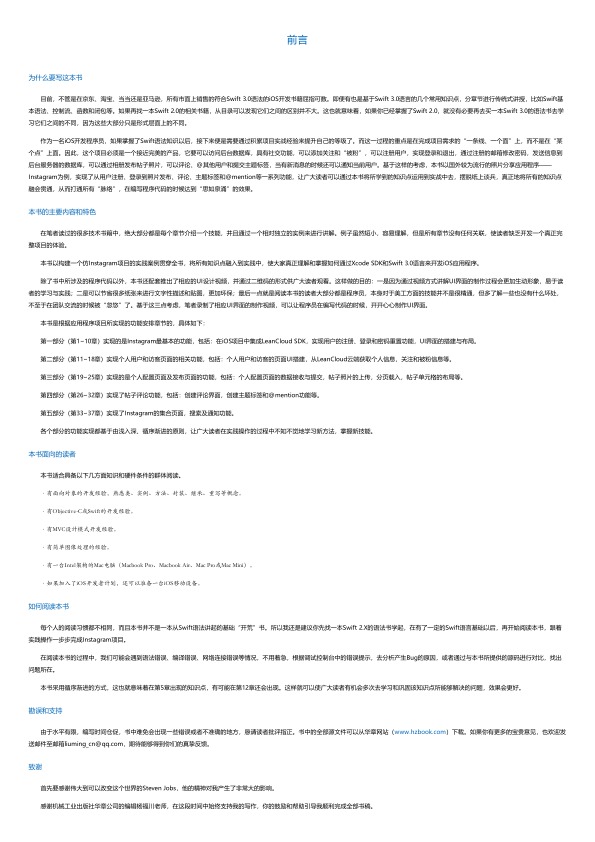 前言
为什么要写这本书
目前，不管是在京东、淘宝、当当还是亚马逊，所有市面上销售的符合Swift 3.0语法的iOS开发书籍屈指可数。即便有也是基于Swift 3.0语言的几个常用知识点，分章节进行传统式讲授，比如Swift基
本语法、控制流、函数和闭包等。如果再找一本Swift 2.0的相关书籍，从目录可以发现它们之间的区别并不大。这也就意味着，如果你已经掌握了Swift 2.0，就没有必要再去买一本Swift 3.0的语法书去学
习它们之间的不同，因为这些大部分只是形式层面上的不同。
作为一名iOS开发程序员，如果掌握了Swift语法知识以后，接下来便是需要通过积累项目实战经验来提升自己的等级了。而这一过程的重点是在完成项目需求的“一条线，一个面”上，而不是在“某
个点”上面。因此，这个项目必须是一个接近完美的产品，它要可以访问后台数据库，具有社交功能，可以添加关注和“被粉”，可以注册用户，实现登录和退出，通过注册的邮箱修改密码，发送信息到
后台服务器的数据库，可以通过相册发布帖子照片，可以评论，@其他用户和提交主题标签，当有新消息的时候还可以通知当前用户。基于这样的考虑，本书以国外较为流行的照片分享应用程序——
Instagram为例，实现了从用户注册、登录到照片发布、评论、主题标签和@mention等一系列功能，让广大读者可以通过本书将所学到的知识点运用到实战中去，摆脱纸上谈兵，真正地将所有的知识点
融会贯通，从而打通所有“脉络”，在编写程序代码的时候达到“思如泉涌”的效果。
本书的主要内容和特色
在笔者读过的很多技术书籍中，绝大部分都是每个章节介绍一个技能，并且通过一个相对独立的实例来进行讲解。例子虽然短小，容易理解，但是所有章节没有任何关联，使读者缺乏开发一个真正完
整项目的体验。
本书以构建一个仿Instagram项目的实践案例贯穿全书，将所有知识点融入到实践中，使大家真正理解和掌握如何通过Xcode SDK和Swift 3.0语言来开发iOS应用程序。
除了书中所涉及的程序代码以外，本书还配套推出了相应的UI设计视频，并通过二维码的形式供广大读者观看。这样做的目的：一是因为通过视频方式讲解UI界面的制作过程会更加生动形象，易于读
者的学习与实践；二是可以节省很多纸张来进行文字性描述和贴图，更加环保；最后一点就是阅读本书的读者大部分都是程序员，本身对于美工方面的技能并不是很精通，但多了解一些也没有什么坏处，
不至于在团队交流的时候被“忽悠”了。基于这三点考虑，笔者录制了相应UI界面的制作视频，可以让程序员在编写代码的时候，开开心心制作UI界面。
本书是根据应用程序项目所实现的功能安排章节的，具体如下：
第一部分（第1~10章）实现的是Instagram最基本的功能，包括：在iOS项目中集成LeanCloud SDK，实现用户的注册、登录和密码重置功能，UI界面的搭建与布局。
第二部分（第11~18章）实现个人用户和访客页面的相关功能，包括：个人用户和访客的页面UI搭建，从LeanCloud云端获取个人信息，关注和被粉信息等。
第三部分（第19~25章）实现的是个人配置页面及发布页面的功能，包括：个人配置页面的数据接收与提交，帖子照片的上传，分页载入，帖子单元格的布局等。
第四部分（第26~32章）实现了帖子评论功能，包括：创建评论界面，创建主题标签和@mention功能等。
第五部分（第33~37章）实现了Instagram的集合页面，搜索及通知功能。
各个部分的功能实现都基于由浅入深，循序渐进的原则，让广大读者在实践操作的过程中不知不觉地学习新方法，掌握新技能。
本书面向的读者
本书适合具备以下几方面知识和硬件条件的群体阅读。
·有面向对象的开发经验，熟悉类、实例、方法、封装、继承、重写等概念。
·有Objective-C或Swift的开发经验。
·有MVC设计模式开发经验。
·有简单图像处理的经验。
·有一台Intel架构的Mac电脑（Macbook Pro、Macbook Air、Mac Pro或Mac Mini）。
·如果加入了iOS开发者计划，还可以准备一台iOS移动设备。
如何阅读本书
每个人的阅读习惯都不相同，而且本书并不是一本从Swift语法讲起的基础“开荒”书。所以我还是建议你先找一本Swift 2.X的语法书学起，在有了一定的Swift语言基础以后，再开始阅读本书，跟着
实践操作一步步完成Instagram项目。
在阅读本书的过程中，我们可能会遇到语法错误，编译错误，网络连接错误等情况，不用着急，根据调试控制台中的错误提示，去分析产生Bug的原因，或者通过与本书所提供的源码进行对比，找出
问题所在。
本书采用循序渐进的方式，这也就意味着在第5章出现的知识点，有可能在第12章还会出现。这样就可以使广大读者有机会多次去学习和巩固该知识点所能够解决的问题，效果会更好。
勘误和支持
由于水平有限，编写时间仓促，书中难免会出现一些错误或者不准确的地方，恳请读者批评指正。书中的全部源文件可以从华章网站（www.hzbook.com）下载。如果你有更多的宝贵意见，也欢迎发
送邮件至邮箱liuming_cn@qq.com，期待能够得到你们的真挚反馈。
致谢
首先要感谢伟大到可以改变这个世界的Steven Jobs，他的精神对我产生了非常大的影响。
感谢机械工业出版社华章公司的编辑杨福川老师，在这段时间中始终支持我的写作，你的鼓励和帮助引导我顺利完成全部书稿。